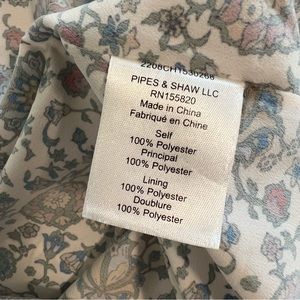 2208CH1530266
PIPES & SHAW LLC
RN155820
Made in China
Fabriqué en Chine
Self
100% Polyester
Principal
100% Polyester
Lining
100% Polyester
Doublure
100% Polyester